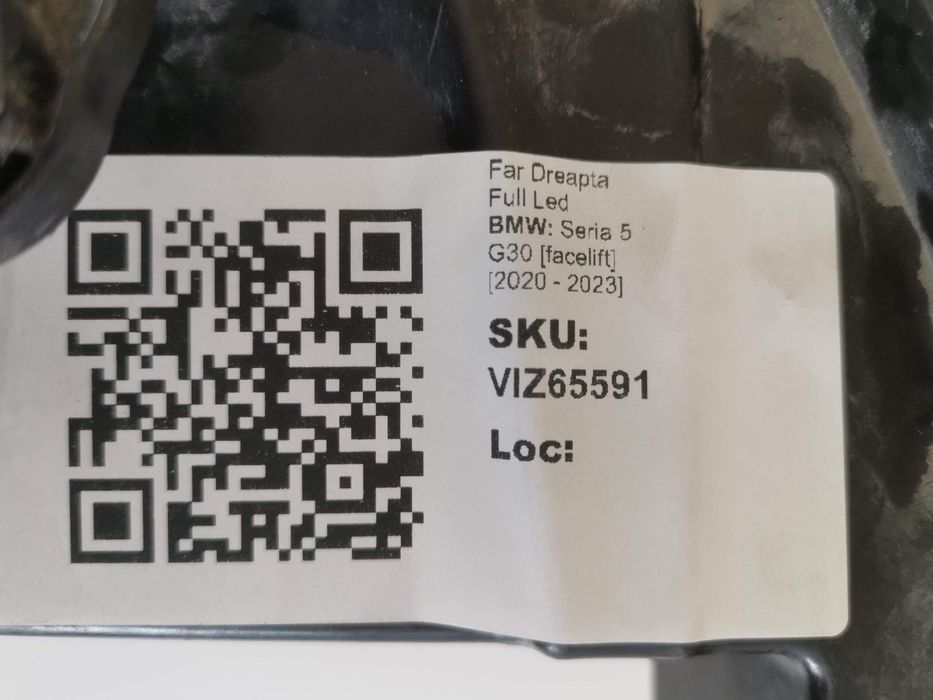 Far Dreapta
Full Led
BMW: Seria 5
G30 [facelift]
[2020 - 2023]
SKU:
VIZ65591
Loc: